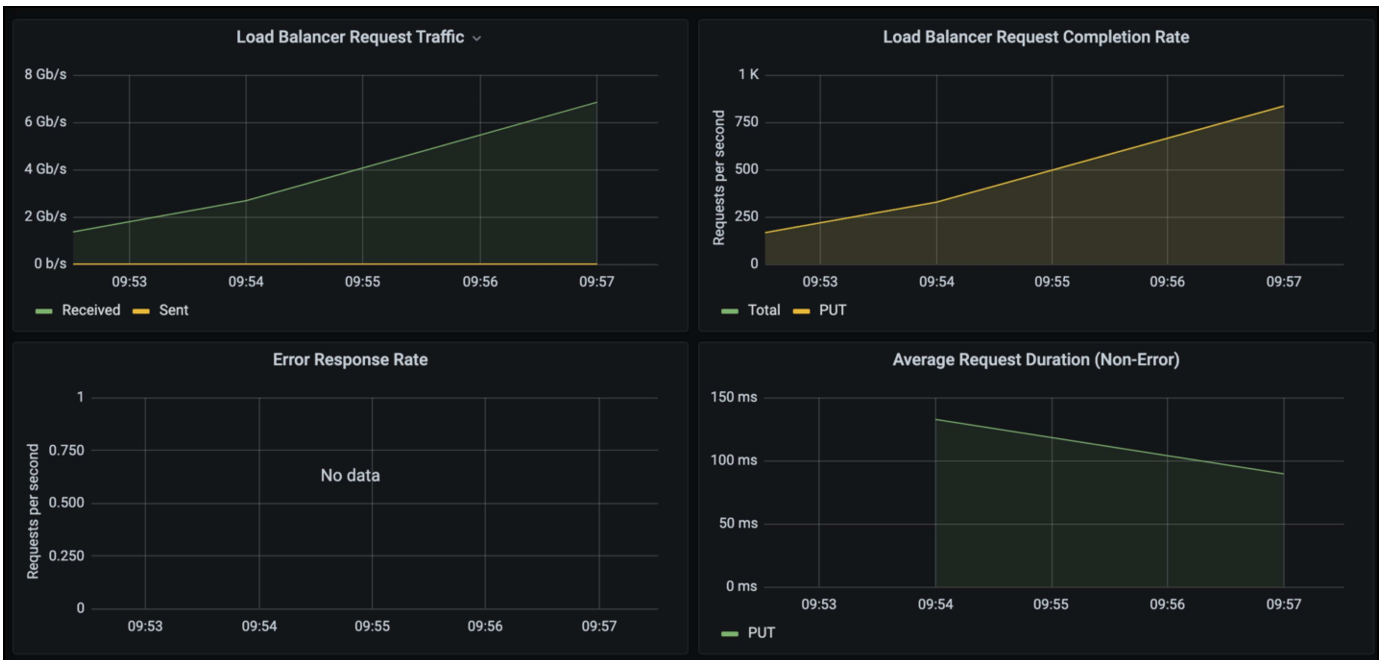 Load Balancer Request Traffic
8 Gb/s
6 Gb/s
4 Gb/s
2 Gb/s
0 b/s
09:53 09:54 09:55 09:56 09:57
Received Sent
Load Balancer Request Completion Rate
Requests per second
1 K
750
500
250
0
09:53 09:54 09:55 09:56 09:57
Total PUT
Error Response Rate
Requests per second
1
0.750
0.500
0.250
0
No data
09:53 09:54 09:55 09:56 09:57
Average Request Duration (Non-Error)
150 ms
100 ms
50 ms
0 ms
09:53 09:54 09:55 09:56 09:57
PUT